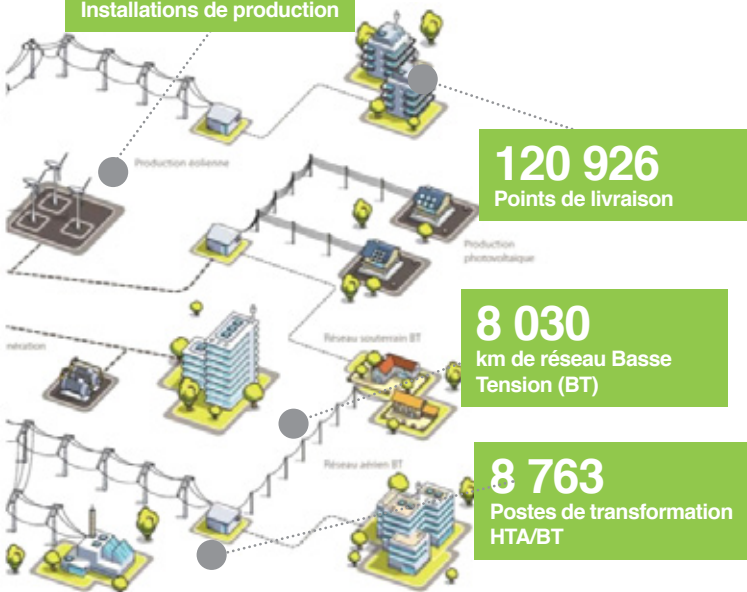 Installations de production
Production éolienne
120 926
Points de livraison
Production
photovoltaïque
8 030
km de réseau Basse
Tension (BT)
Réseau souterrain BT
nération
8 763
Postes de transformation
HTA/BT
Réseau aérien BT